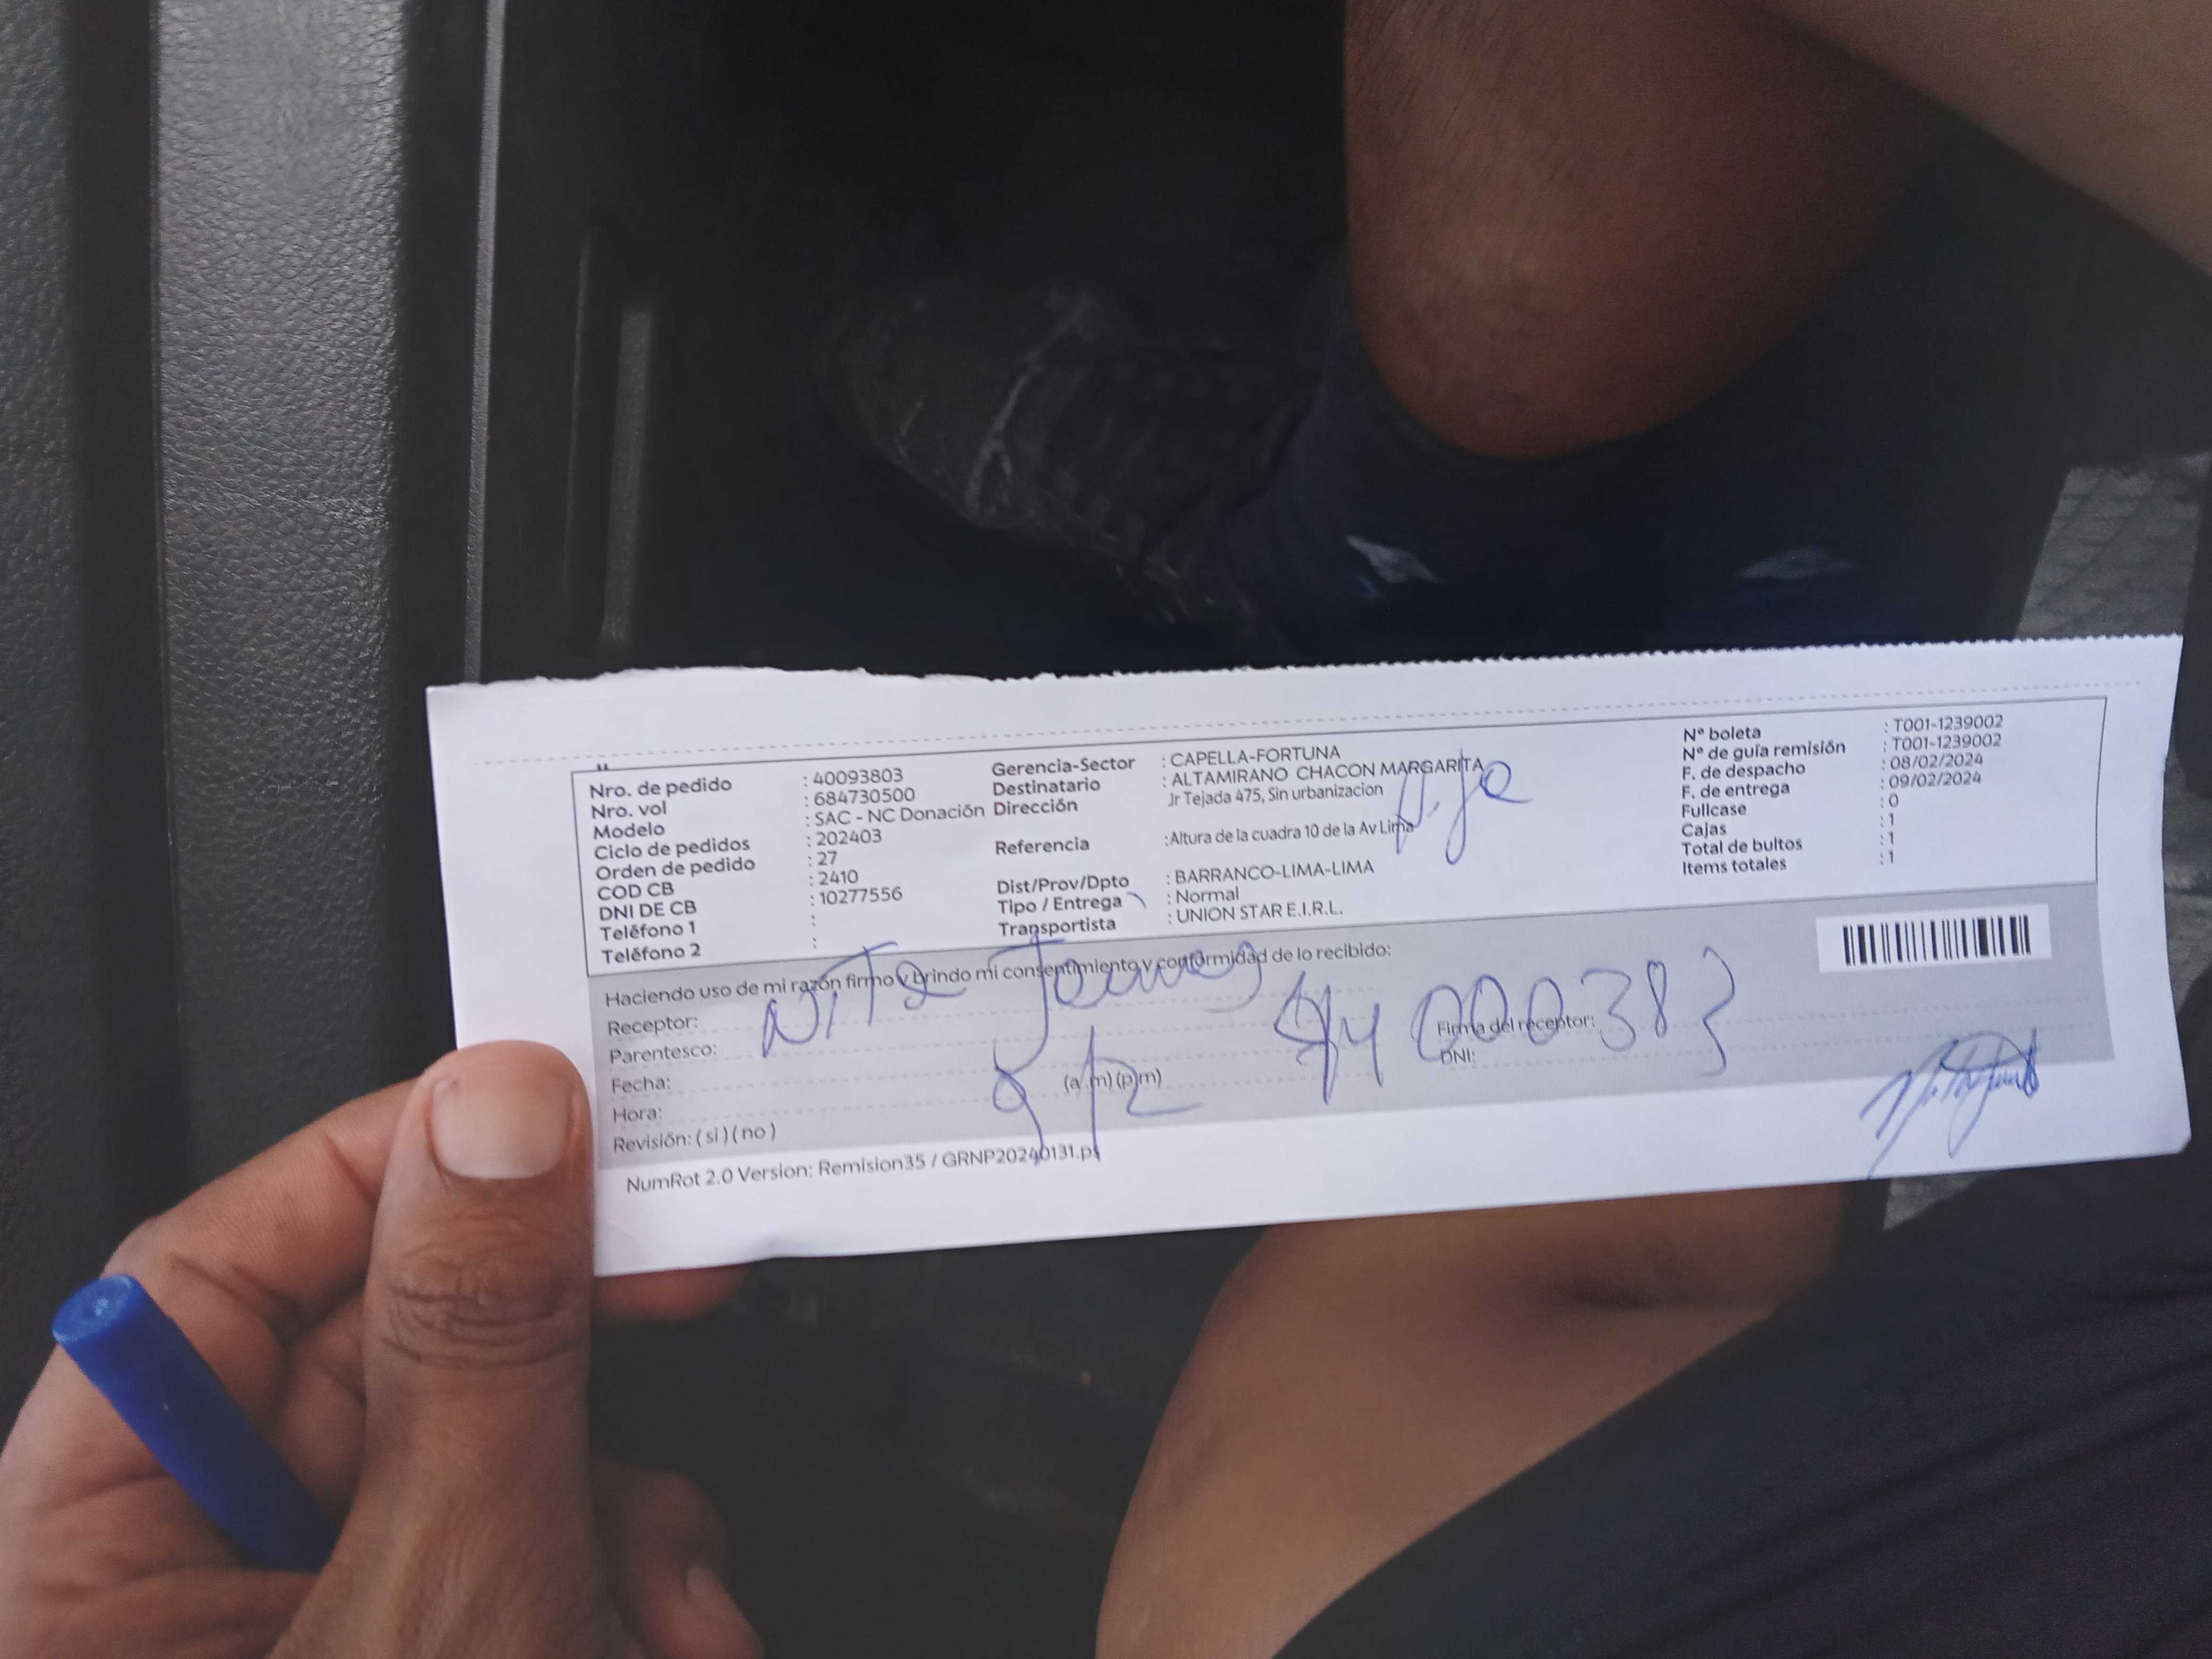 Nro. de pedido : 40093803
Nro. vol : 684730500
Modelo : SAC - NC Donación
Ciclo de pedidos : 202403
Orden de pedido : 27
COD CB : 2410
DNI DE CB : 10277556
Teléfono 1 :
Teléfono 2 :
Gerencia-Sector : CAPELLA-FORTUNA
Destinatario : ALTAMIRANO CHACON MARGARITA
Dirección Jr Tejada 475, Sin urbanizacion
Referencia :Altura de la cuadra 10 de la Av Lima
Dist/Prov/Dpto : BARRANCO-LIMA-LIMA
Tipo / Entrega : Normal
Transportista : UNION STAR E.I.R.L.
Nº boleta : T001-1239002
Nº de guía remisión : T001-1239002
F. de despacho : 08/02/2024
F. de entrega : 09/02/2024
Fullcase : 0
Cajas : 1
Total de bultos : 1
Items totales : 1
Haciendo uso de mi razón firmo y brindo mi consentimiento y conformidad de lo recibido:
Receptor:
Parentesco:
Fecha: 9/2
Hora: (a .m) (p.m)
Revisión: ( si ) ( no )
Firma del receptor:
DNI:
NumRot 2.0 Version: Remision35 / GRNP20240131.ps